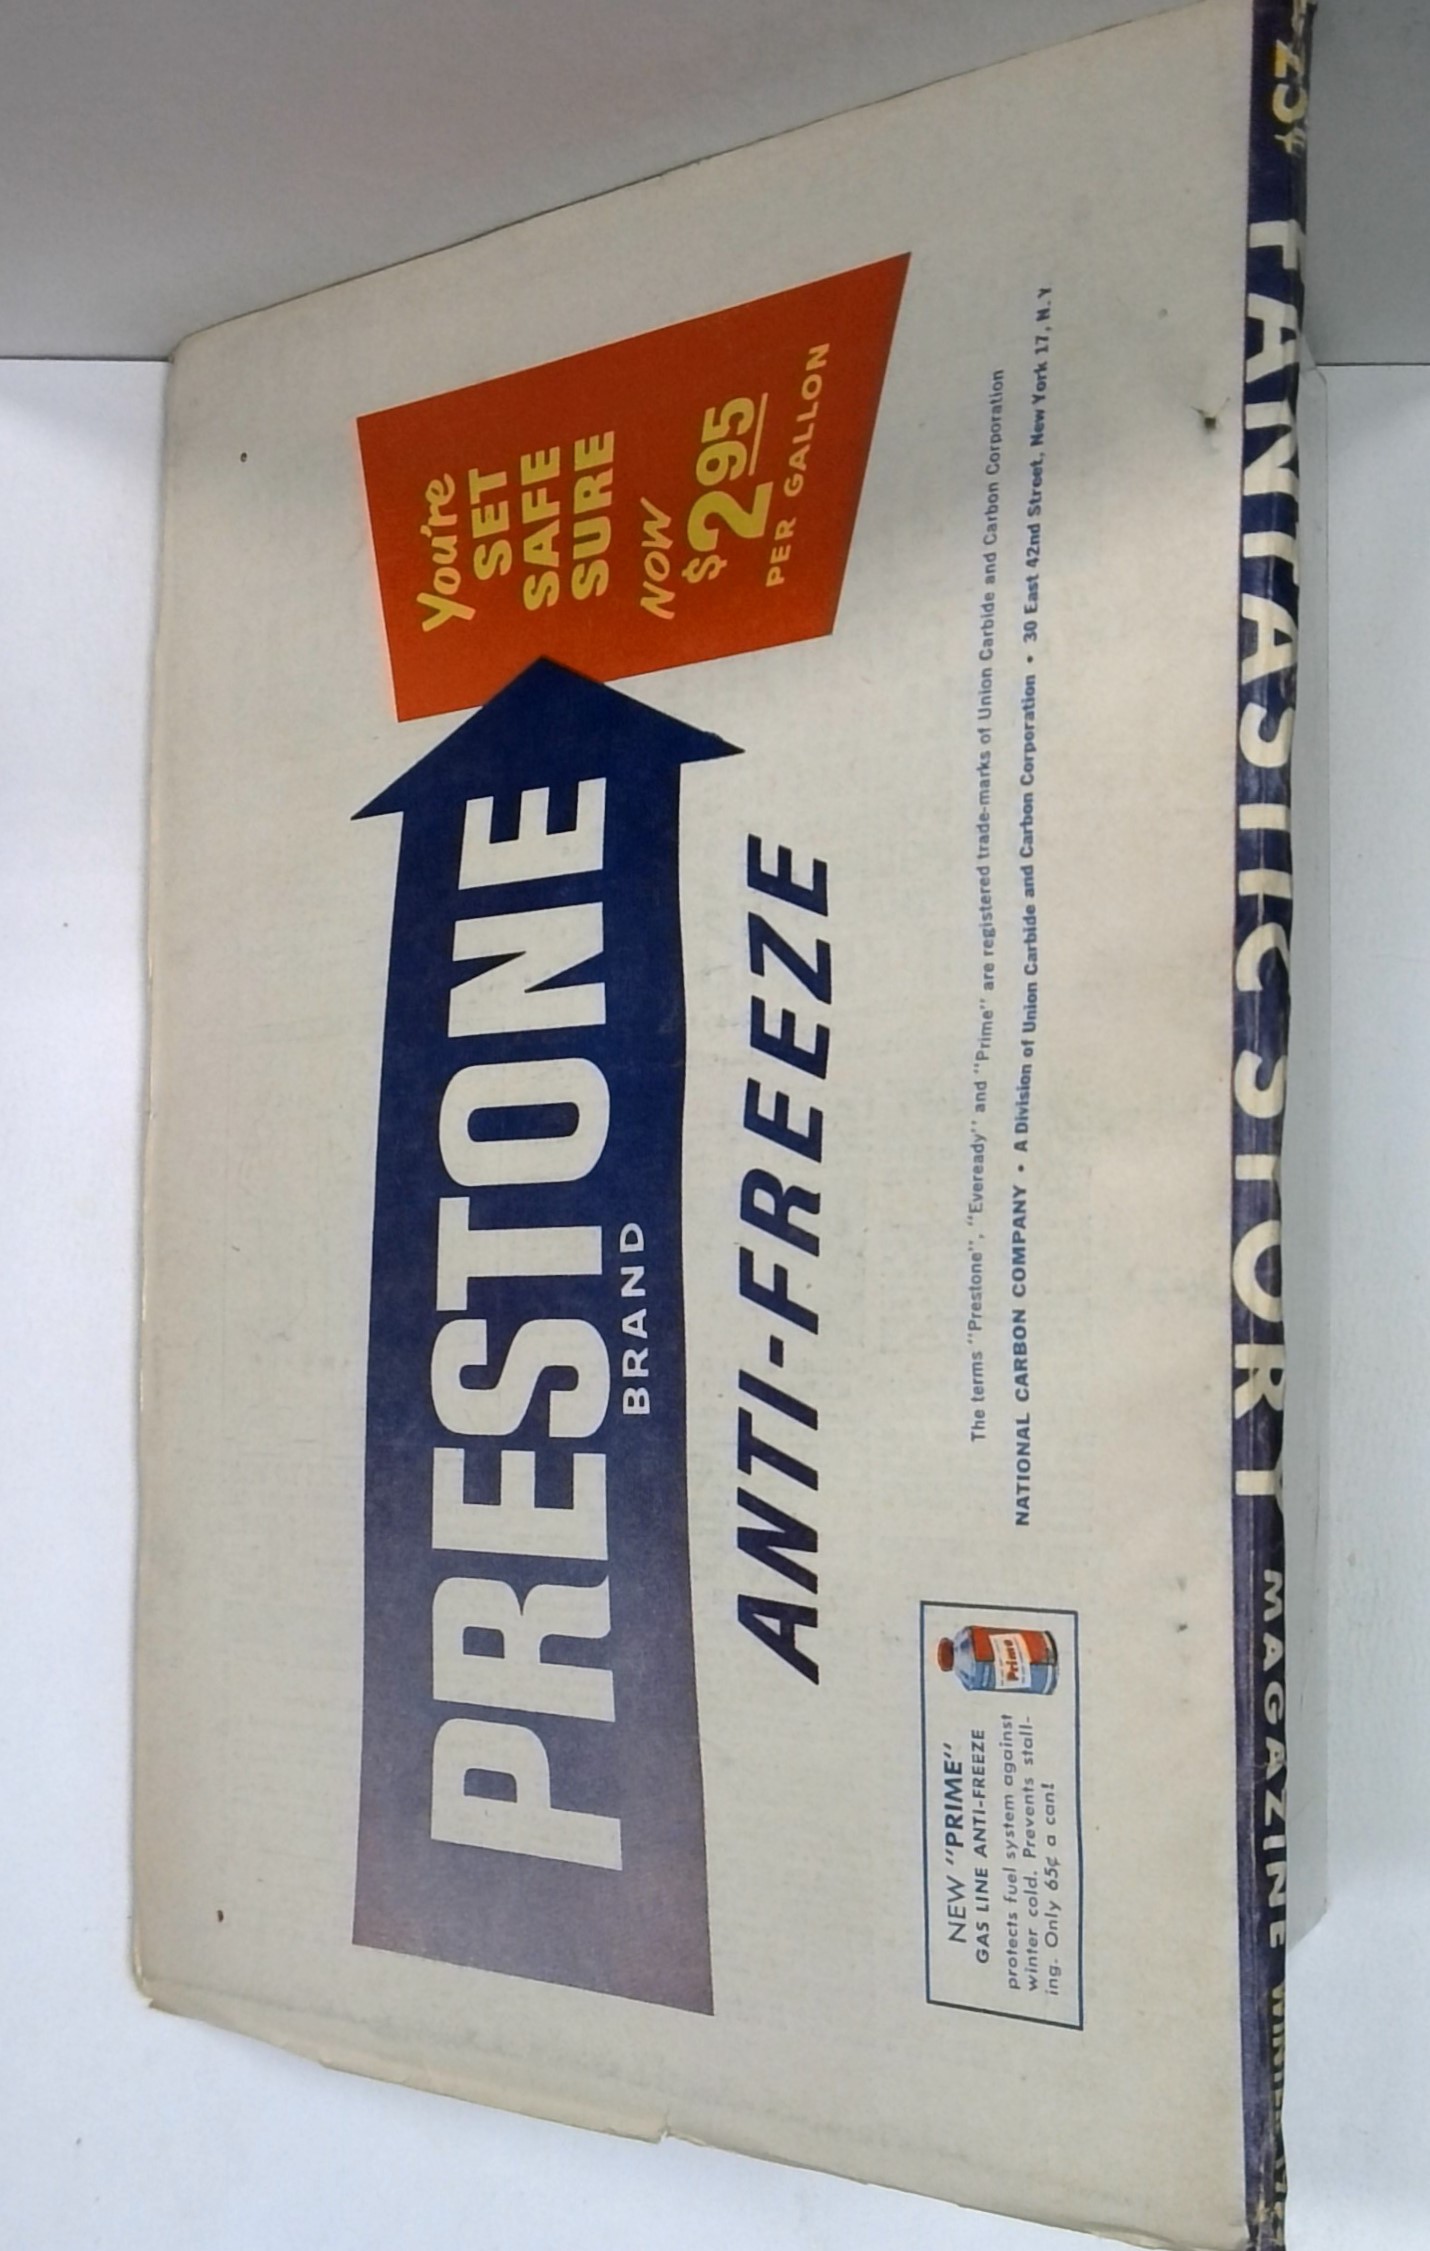 PRESTONE
BRAND
ANTI-FREEZE
You're
SET
SAFE
SURE
NOW
$2.95
PER GALLON
NEW "PRIME"
GAS LINE ANTI-FREEZE
protects fuel system against
winter cold. Prevents stall-
ing. Only 65¢ a can!
Prime
The terms "Prestone", "Eveready" and "Prime" are registered trade-marks of Union Carbide and Carbon Corporation
NATIONAL CARBON COMPANY • A Division of Union Carbide and Carbon Corporation • 30 East 42nd Street, New York 17, N. Y
25¢ FANTASTIC STORY MAGAZINE WINTER